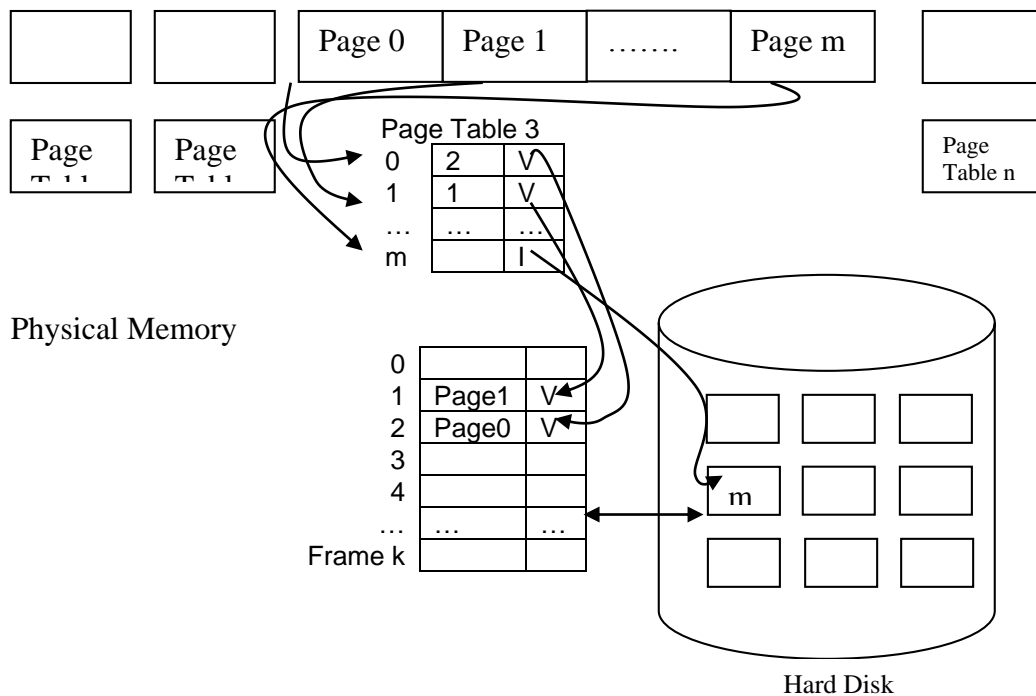 Page 0 Page 1 ……. Page m
Page Table 3
Page
Page
Page
Table n
0 2 V
1 1 V
… … …
m I
Physical Memory
0
1 Page1 V
2 Page0 V
3
4
… … …
Frame k
m
Hard Disk